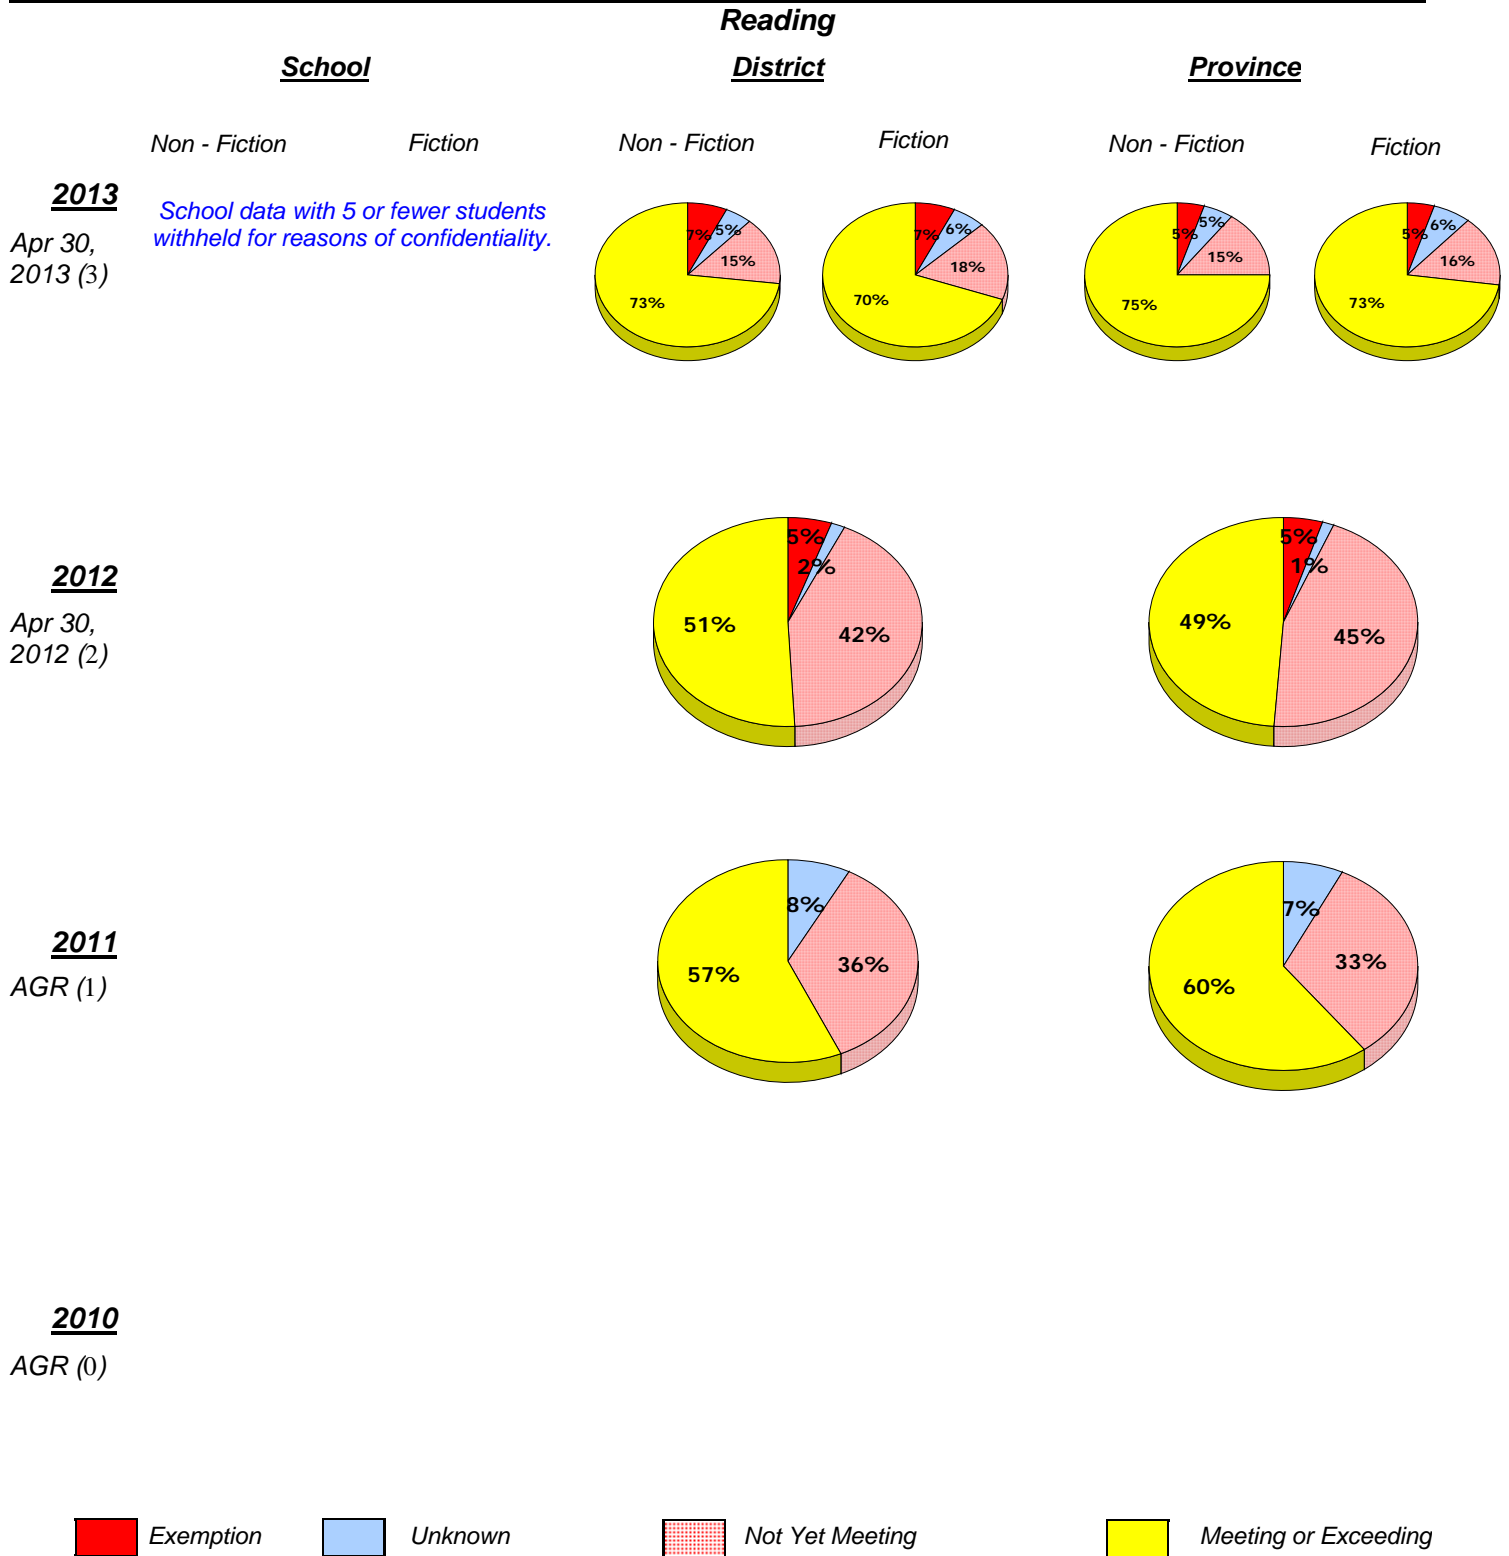 Reading
School
District
Province
Non - Fiction
Fiction
Non - Fiction
Fiction
Non - Fiction
Fiction
2013
Apr 30,
2013 (3)
School data with 5 or fewer students
withheld for reasons of confidentiality.
7%
5%
15%
73%
7%
6%
18%
70%
5%
5%
15%
75%
5%
6%
16%
73%
2012
Apr 30,
2012 (2)
5%
2%
51%
42%
5%
1%
49%
45%
2011
AGR (1)
8%
57%
36%
7%
60%
33%
2010
AGR (0)
Exemption
Unknown
Not Yet Meeting
Meeting or Exceeding